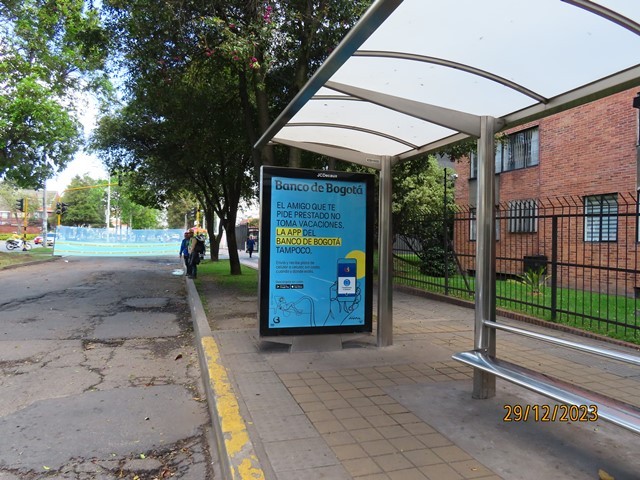 JCDecaux
Banco de Bogotá
EL AMIGO QUE TE
PIDE PRESTADO NO
TOMA VACACIONES,
LA APP DEL
BANCO DE BOGOTÁ
TAMPOCO.
29/12/2023